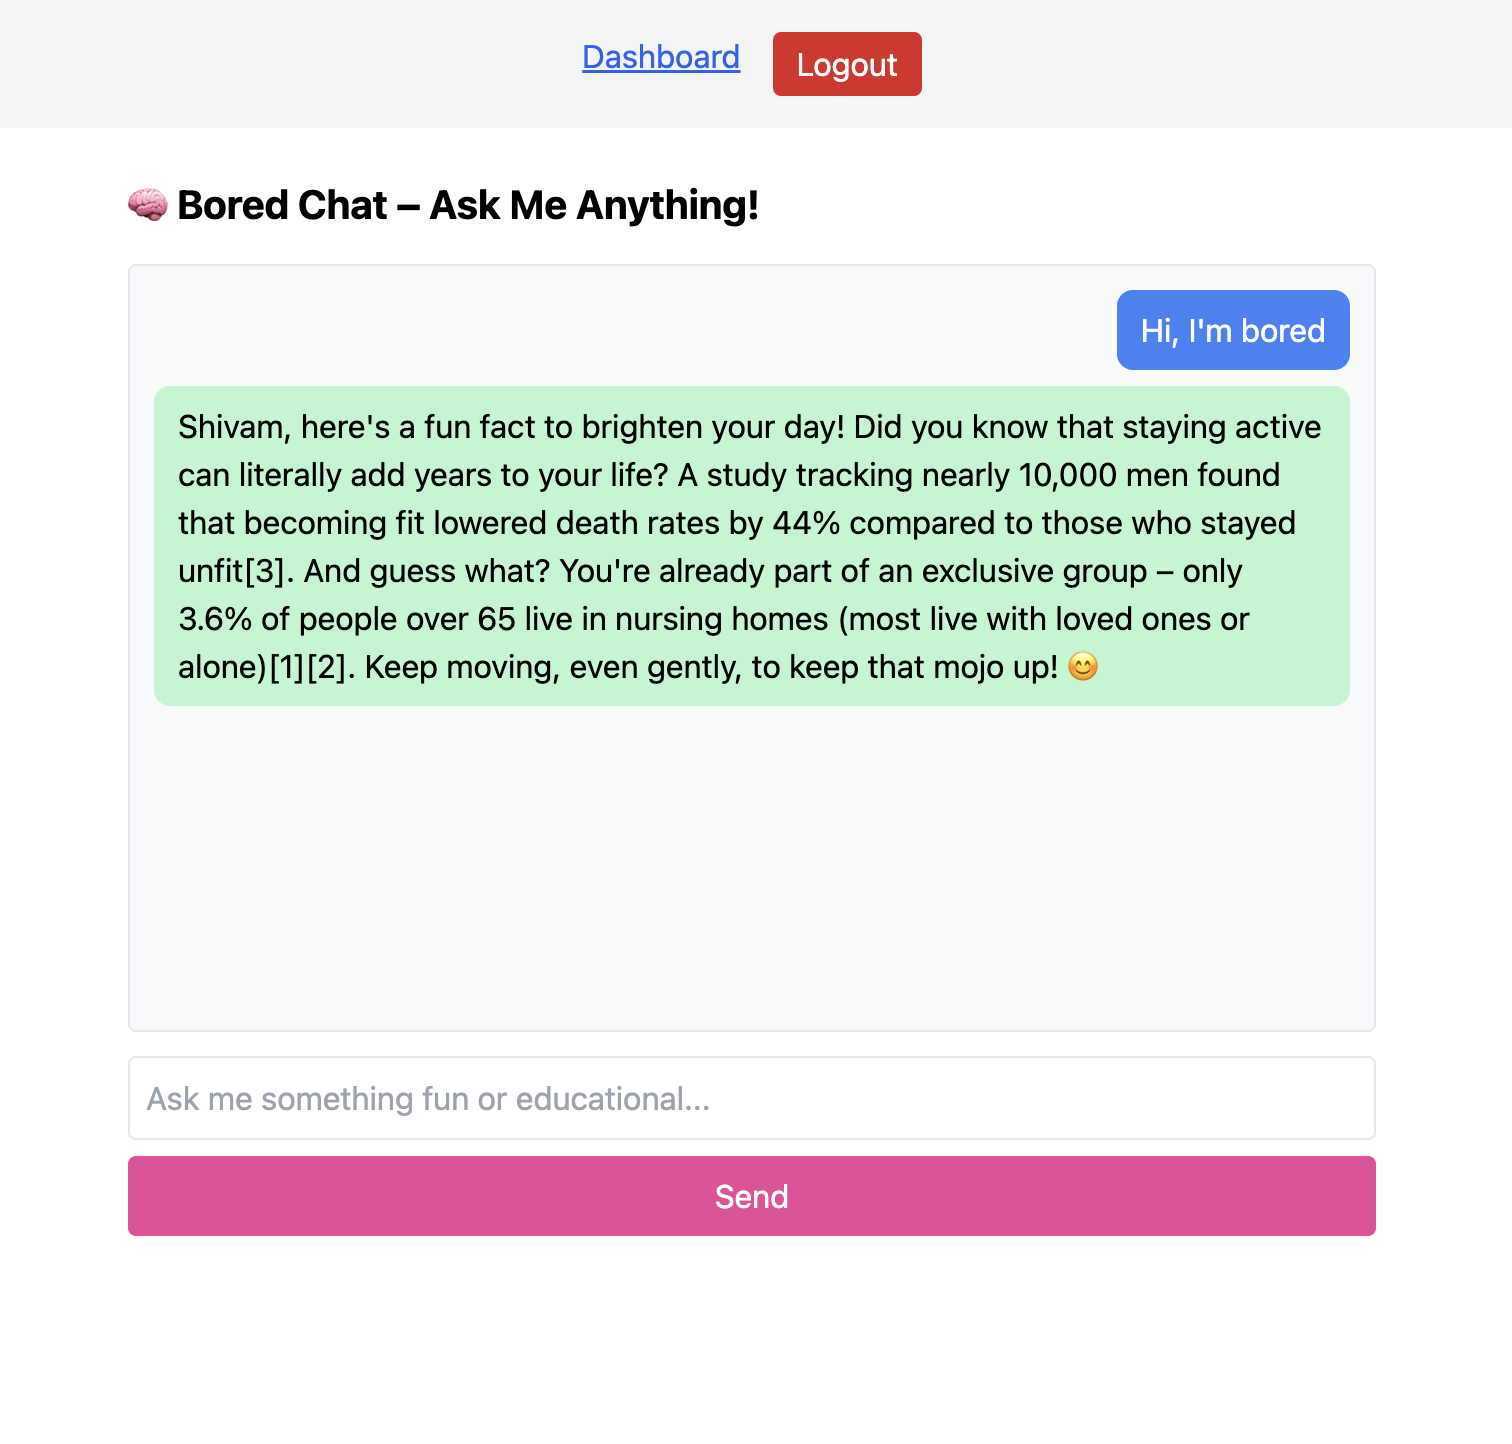 Dashboard
Logout
🧠 Bored Chat – Ask Me Anything!
Hi, I'm bored
Shivam, here's a fun fact to brighten your day! Did you know that staying active
can literally add years to your life? A study tracking nearly 10,000 men found
that becoming fit lowered death rates by 44% compared to those who stayed
unfit[3]. And guess what? You're already part of an exclusive group – only
3.6% of people over 65 live in nursing homes (most live with loved ones or
alone)[1][2]. Keep moving, even gently, to keep that mojo up! 😊
Ask me something fun or educational...
Send